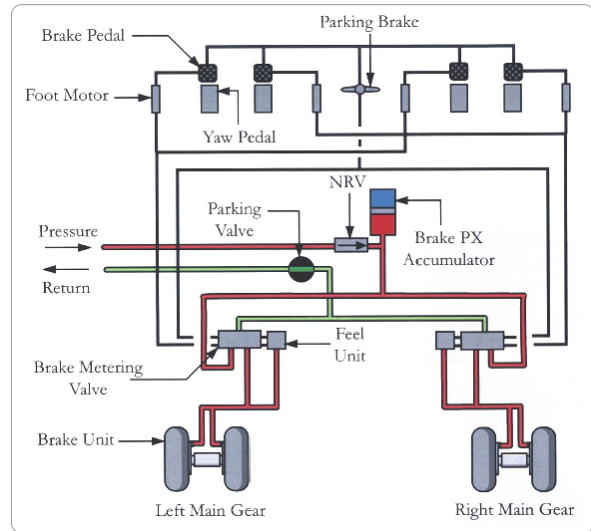 Parking Brake
Brake Pedal
Foot Motor
Yaw Pedal
NRV
Parking
Valve
Pressure
Brake PX
Accumulator
Return
Feel
Unit
Brake Metering
Valve
Brake Unit
Left Main Gear
Right Main Gear